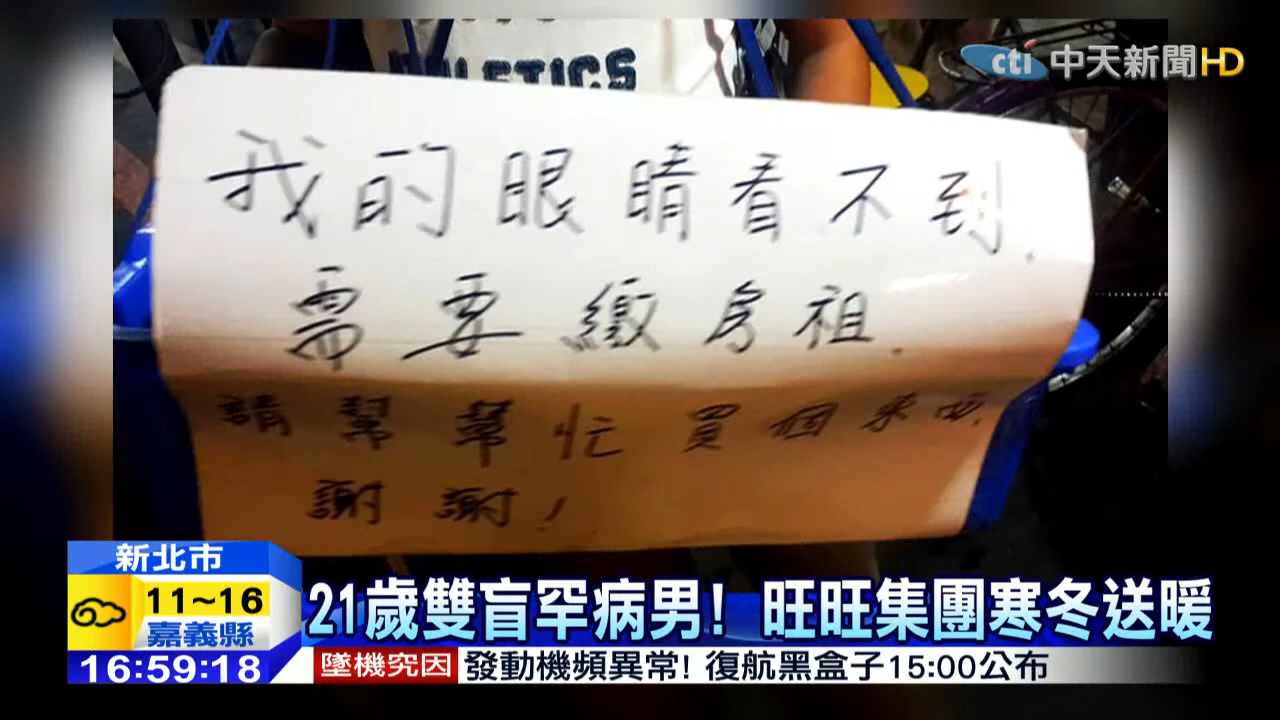 LETICS
cti 中天新聞HD
我的眼睛看不到.
需要繳房祖.
請幫幫忙買個東西.
謝謝!
新北市
11~16
嘉義縣
16:59:18
21歲雙盲罕病男! 旺旺集團寒冬送暖
墜機究因 發動機頻異常! 復航黑盒子15:00公布